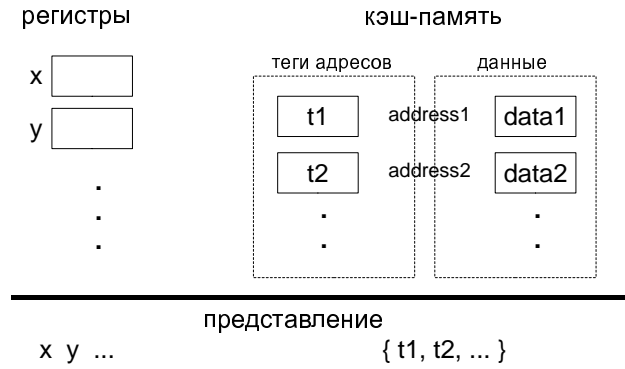 регистры кэш-память
теги адресов данные
x
t1 address1 data1
y
t2 address2 data2
представление
x y ... { t1, t2, ... }